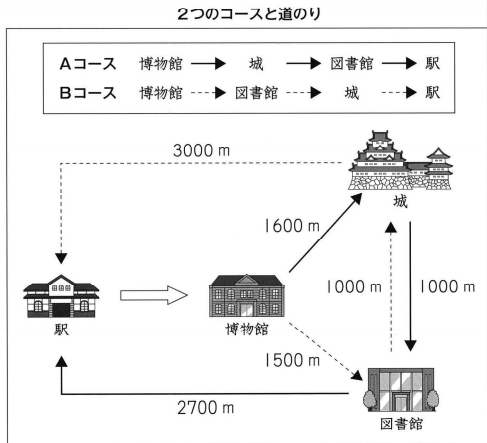 2つのコースと道のり
Aコース 博物館 城 図書館 駅
Bコース 博物館 図書館 城 駅
3000 m
城
1600 m
1000 m 1000 m
駅
博物館
1500 m
2700 m
図書館